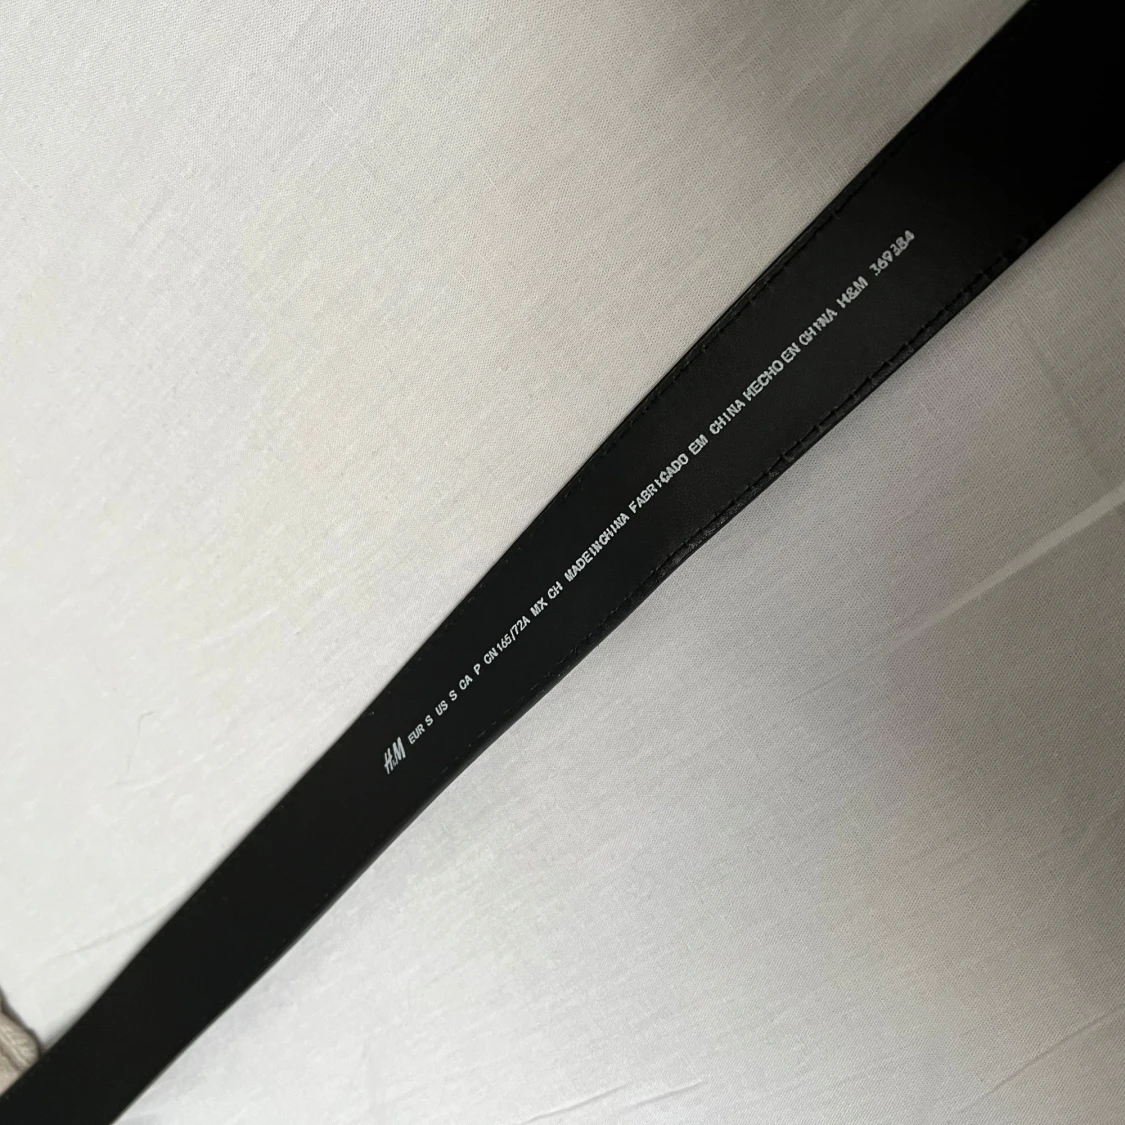 H&M EUR S US S CA P CN 165/72A MX CH MADE IN CHINA FABRICADO EM CHINA HECHO EN CHINA H&M 369384